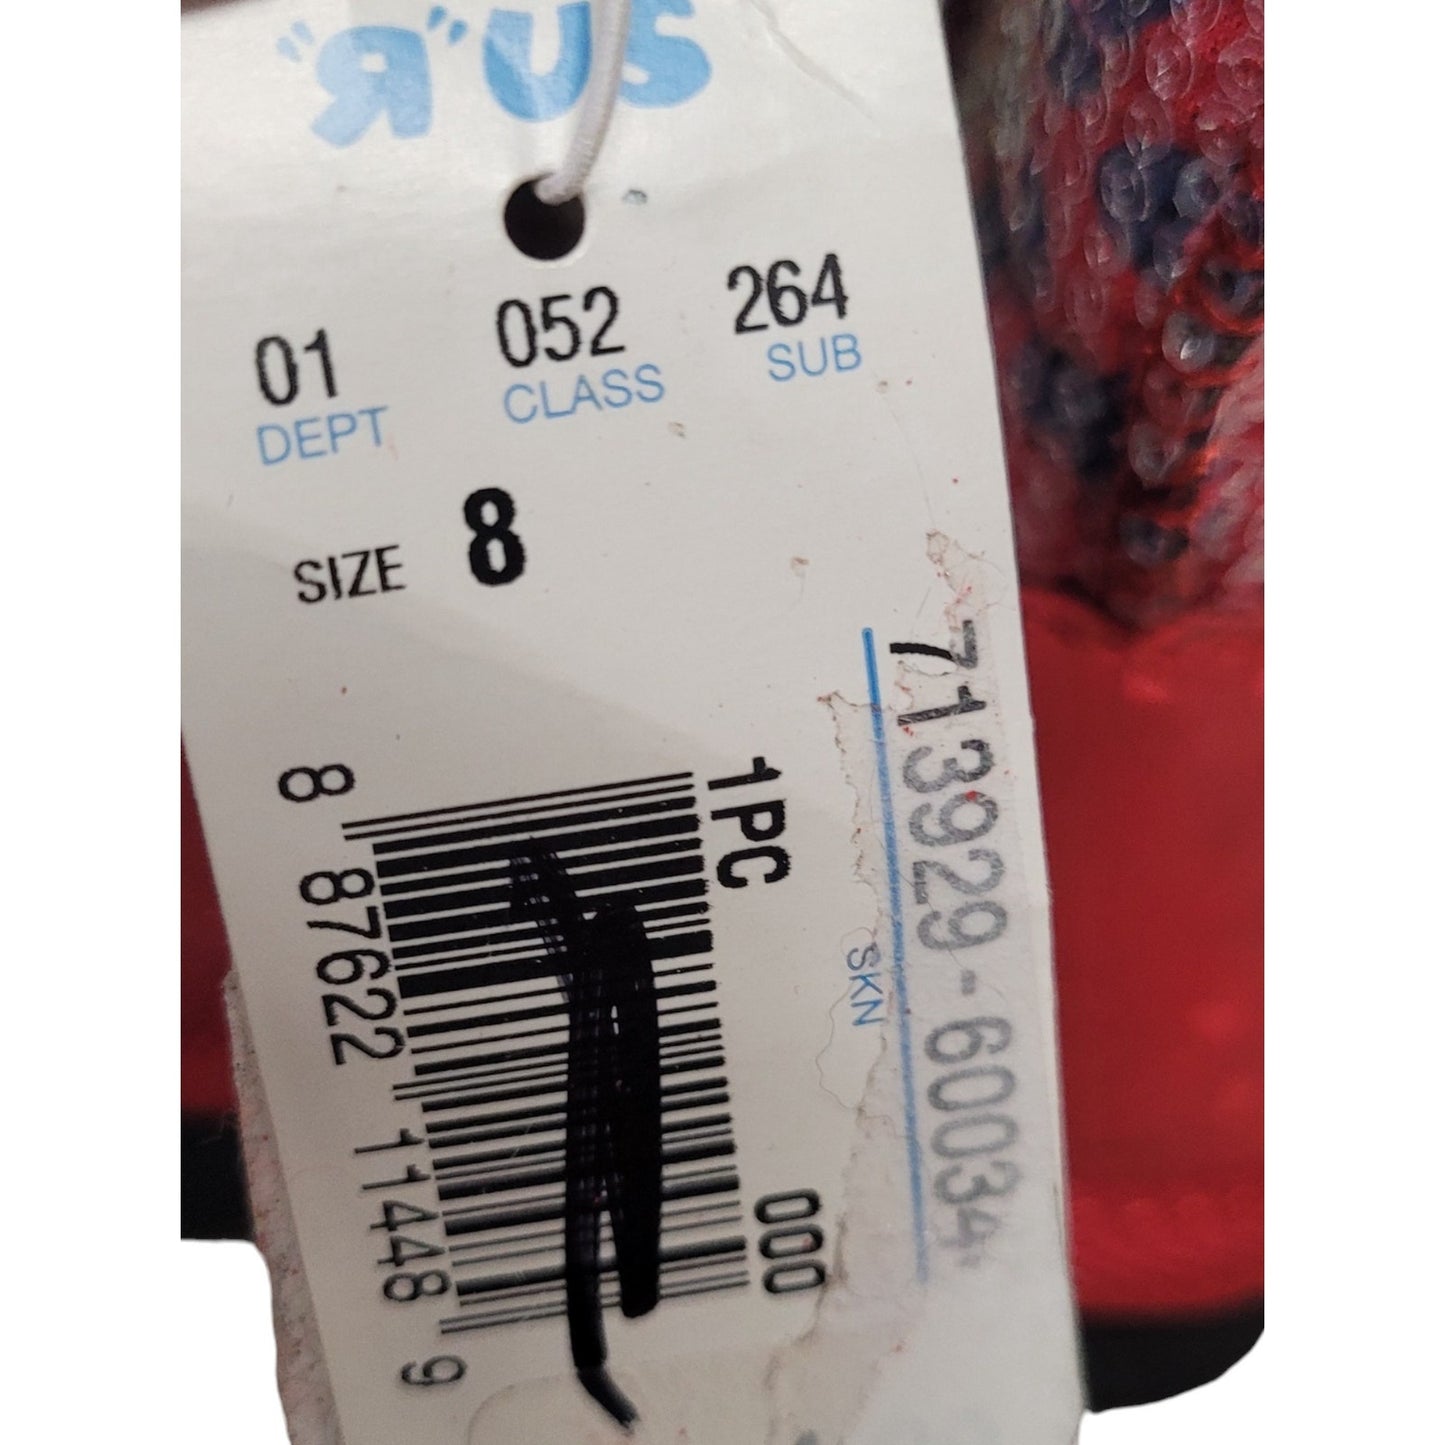 "R"US
01 052 264
DEPT CLASS SUB
SIZE 8
713929-60034
SKN
1PC
000
8 87622 11448 9